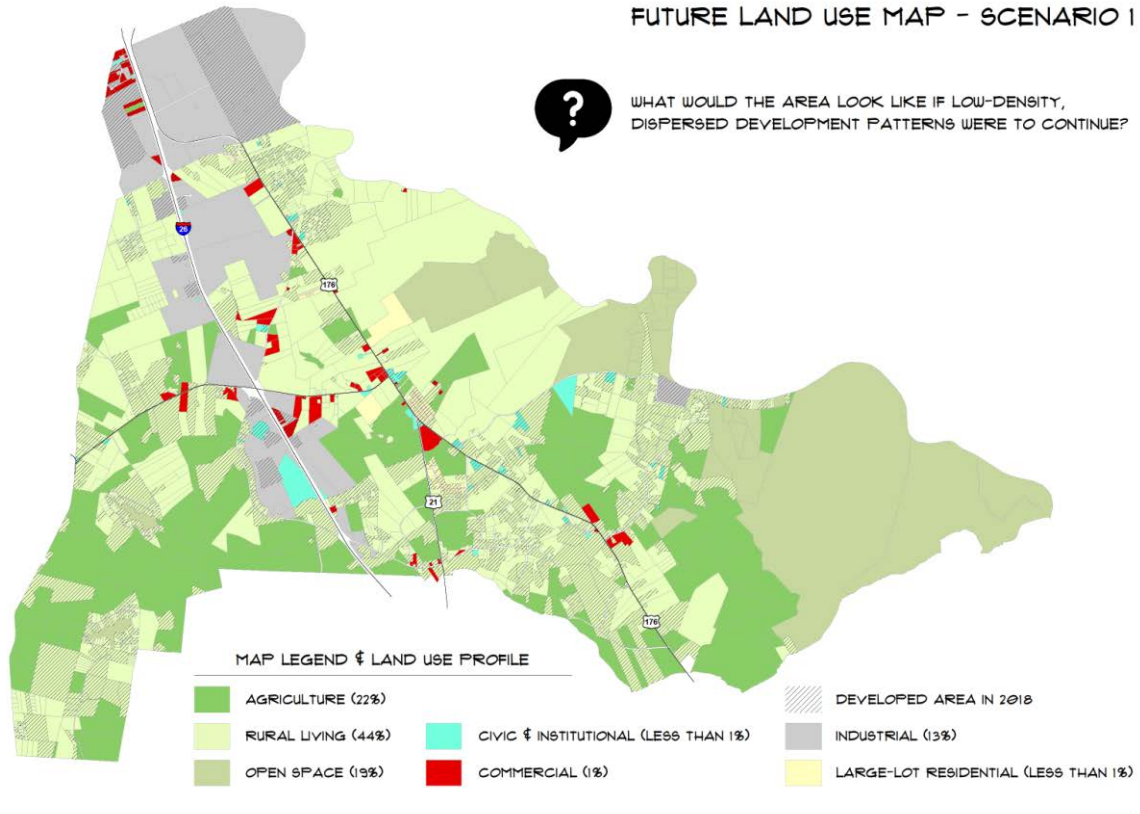 FUTURE LAND USE MAP - SCENARIO 1
?
WHAT WOULD THE AREA LOOK LIKE IF LOW-DENSITY,
DISPERSED DEVELOPMENT PATTERNS WERE TO CONTINUE?
26
176
21
176
MAP LEGEND & LAND USE PROFILE
AGRICULTURE (22%)
RURAL LIVING (44%)
OPEN SPACE (19%)
CIVIC & INSTITUTIONAL (LESS THAN 1%)
COMMERCIAL (1%)
DEVELOPED AREA IN 2018
INDUSTRIAL (13%)
LARGE-LOT RESIDENTIAL (LESS THAN 1%)